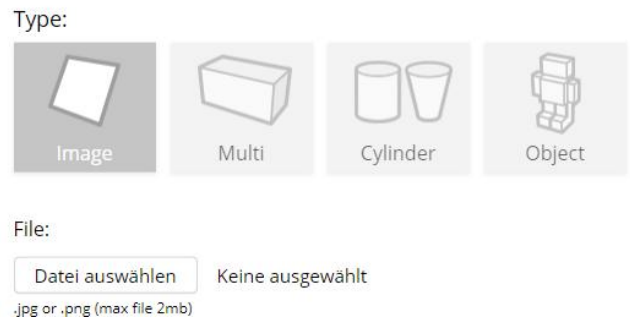 Type:
Image Multi Cylinder Object
File:
Datei auswählen Keine ausgewählt
.jpg or .png (max file 2mb)